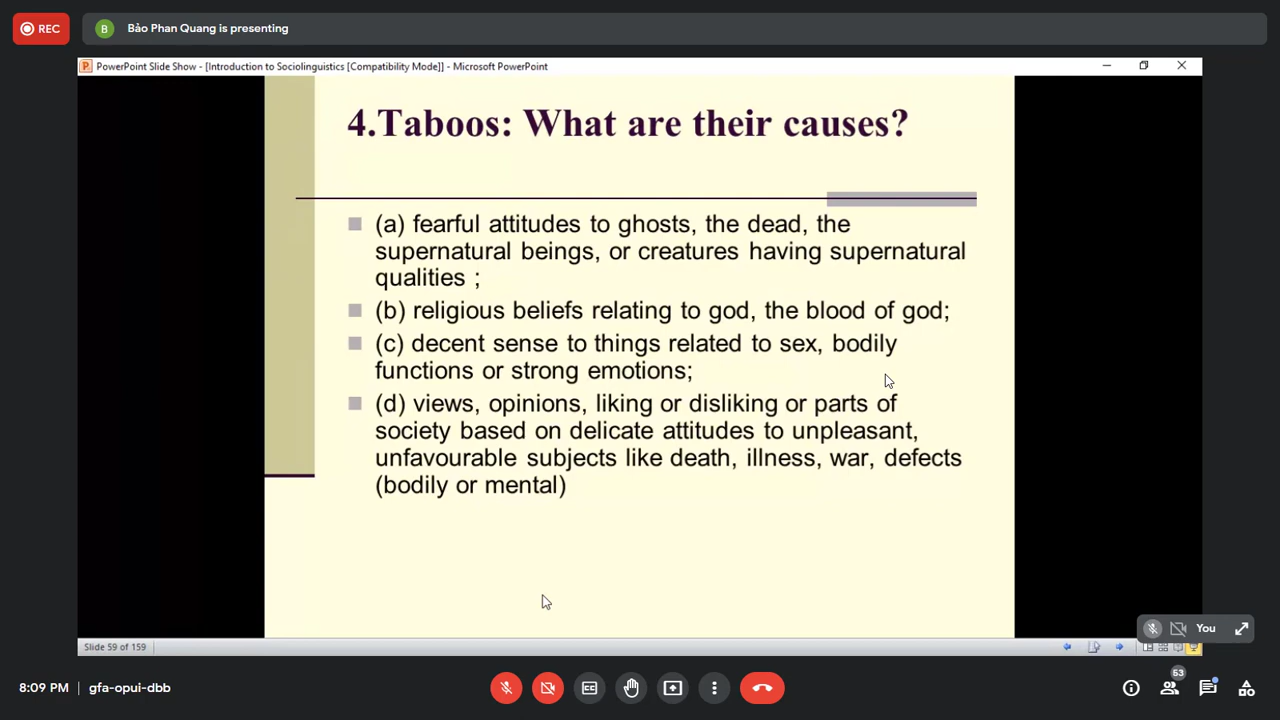 REC
B
Bảo Phan Quang is presenting
P
PowerPoint Slide Show - [Introduction to Sociolinguistics [Compatibility Mode]] - Microsoft PowerPoint
4.Taboos: What are their causes?
(a) fearful attitudes to ghosts, the dead, the
supernatural beings, or creatures having supernatural
qualities ;
(b) religious beliefs relating to god, the blood of god;
(c) decent sense to things related to sex, bodily
functions or strong emotions;
(d) views, opinions, liking or disliking or parts of
society based on delicate attitudes to unpleasant,
unfavourable subjects like death, illness, war, defects
(bodily or mental)
You
Slide 59 of 159
8:09 PM | gfa-opui-dbb
CC
53